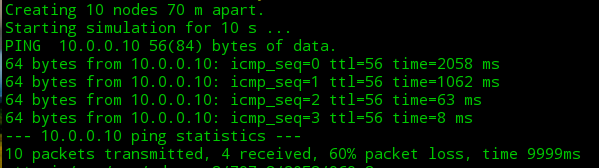 Creating 10 nodes 70 m apart.
Starting simulation for 10 s ...
PING  10.0.0.10 56(84) bytes of data.
64 bytes from 10.0.0.10: icmp_seq=0 ttl=56 time=2058 ms
64 bytes from 10.0.0.10: icmp_seq=1 ttl=56 time=1062 ms
64 bytes from 10.0.0.10: icmp_seq=2 ttl=56 time=63 ms
64 bytes from 10.0.0.10: icmp_seq=3 ttl=56 time=8 ms
--- 10.0.0.10 ping statistics ---
10 packets transmitted, 4 received, 60% packet loss, time 9999ms